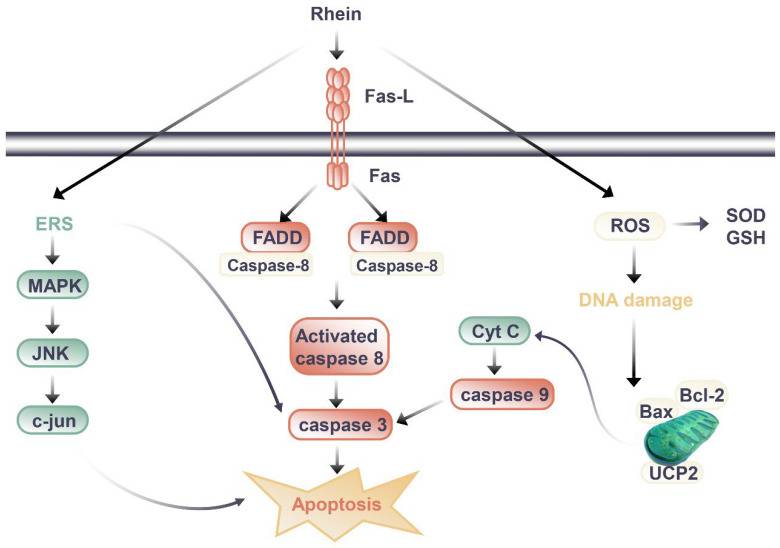 Rhein
Fas-L
Fas
ERS
MAPK
JNK
c-jun
FADD
Caspase-8
FADD
Caspase-8
Activated
caspase 8
caspase 3
Apoptosis
Cyt C
caspase 9
ROS
SOD
GSH
DNA damage
Bcl-2
Bax
UCP2